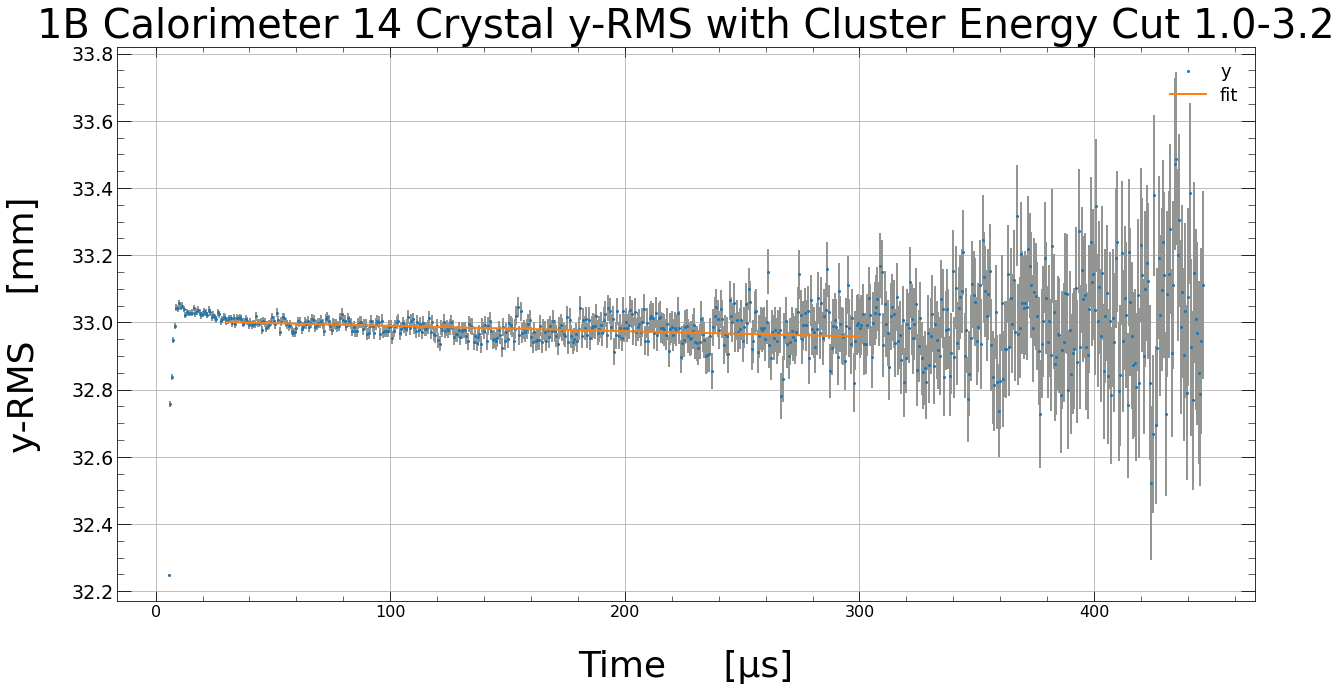 1B Calorimeter 14 Crystal y-RMS with Cluster Energy Cut 1.0-3.2
y
fit
33.8
33.6
33.4
33.2
33.0
32.8
32.6
32.4
32.2
y-RMS [mm]
0 100 200 300 400
Time [μs]